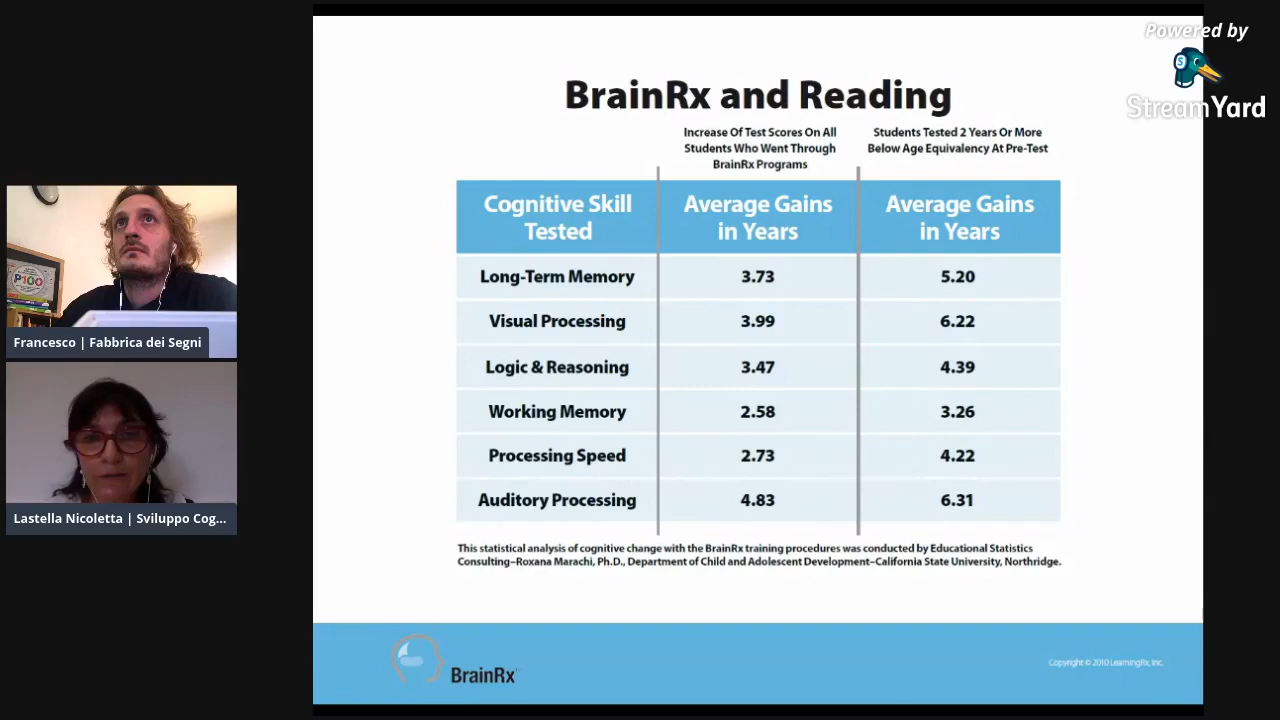 Powered by
StreamYard
BrainRx and Reading
Increase Of Test Scores On All
Students Who Went Through
BrainRx Programs
Students Tested 2 Years Or More
Below Age Equivalency At Pre-Test
Cognitive Skill
Tested
Average Gains
in Years
Average Gains
in Years
Long-Term Memory 3.73 5.20
Visual Processing 3.99 6.22
Logic & Reasoning 3.47 4.39
Working Memory 2.58 3.26
Processing Speed 2.73 4.22
Auditory Processing 4.83 6.31
This statistical analysis of cognitive change with the BrainRx training procedures was conducted by Educational Statistics
Consulting–Roxana Marachi, Ph.D., Department of Child and Adolescent Development–California State University, Northridge.
BrainRx™
Copyright © 2010 LearningRx, Inc.
P100
Francesco | Fabbrica dei Segni
Lastella Nicoletta | Sviluppo Cog...